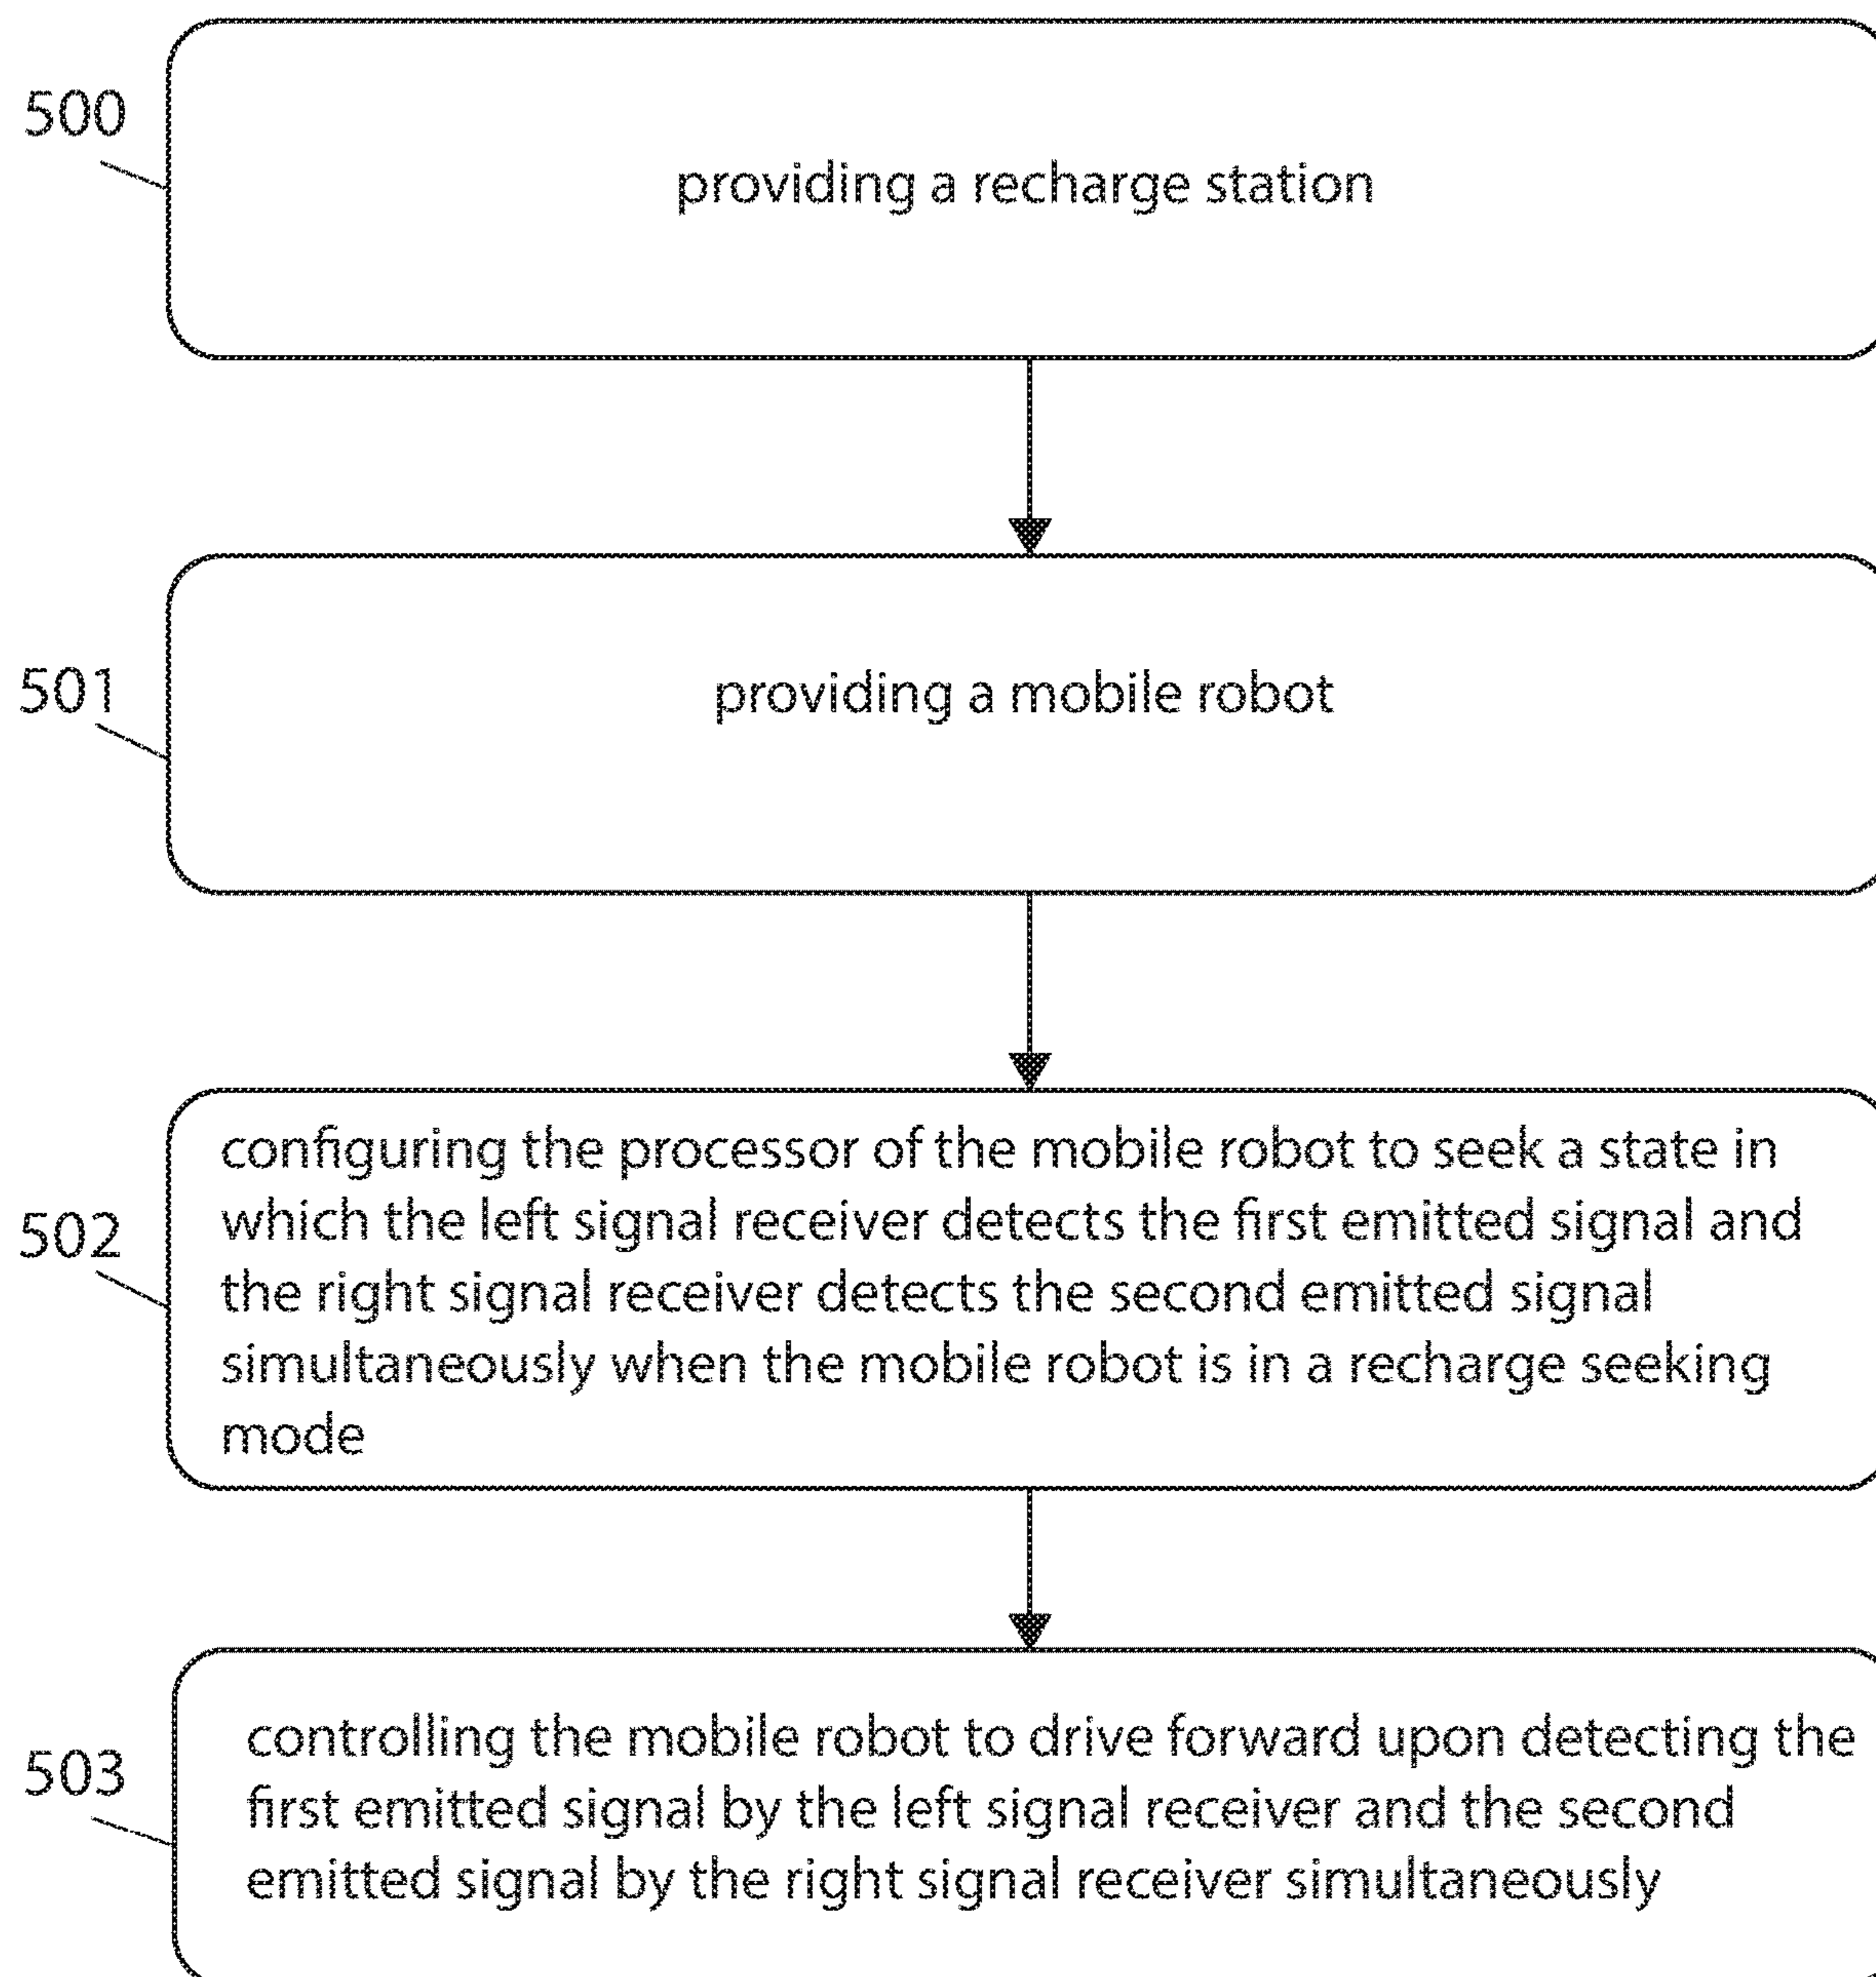 500
providing a recharge station
501
providing a mobile robot
502
configuring the processor of the mobile robot to seek a state in
which the left signal receiver detects the first emitted signal and
the right signal receiver detects the second emitted signal
simultaneously when the mobile robot is in a recharge seeking
mode
503
controlling the mobile robot to drive forward upon detecting the
first emitted signal by the left signal receiver and the second
emitted signal by the right signal receiver simultaneously